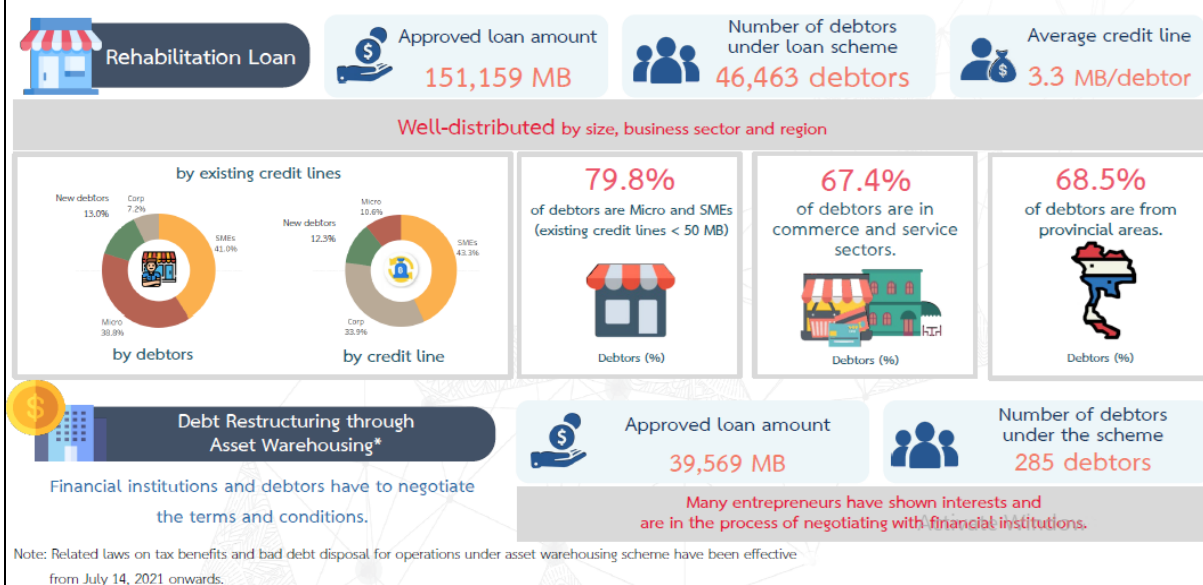 Rehabilitation Loan
Approved loan amount
151,159 MB
Number of debtors
under loan scheme
46,463 debtors
Average credit line
3.3 MB/debtor
Well-distributed by size, business sector and region
by existing credit lines
New debtors
13.0%
Corp
7.2%
SMEs
41.0%
Micro
38.8%
by debtors
New debtors
12.3%
Micro
10.6%
SMEs
43.3%
Corp
33.9%
by credit line
79.8%
of debtors are Micro and SMEs
(existing credit lines < 50 MB)
Debtors (%)
67.4%
of debtors are in
commerce and service
sectors.
Debtors (%)
68.5%
of debtors are from
provincial areas.
Debtors (%)
Debt Restructuring through
Asset Warehousing*
Financial institutions and debtors have to negotiate
the terms and conditions.
Approved loan amount
39,569 MB
Number of debtors
under the scheme
285 debtors
Many entrepreneurs have shown interests and
are in the process of negotiating with financial institutions.
Activate Windows
Note: Related laws on tax benefits and bad debt disposal for operations under asset warehousing scheme have been effective
from July 14, 2021 onwards.